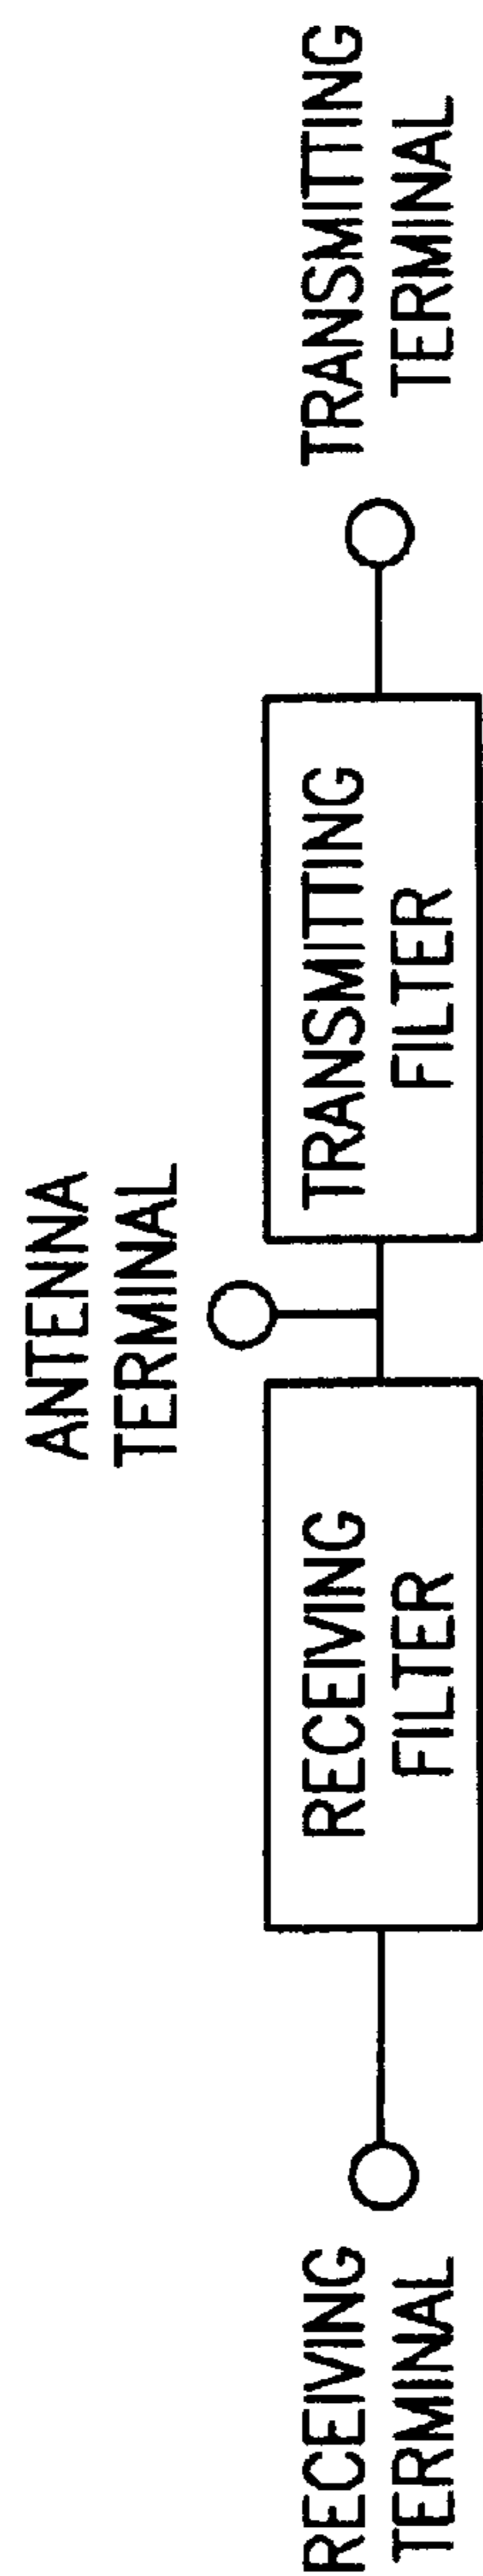 ANTENNA
TERMINAL
RECEIVING
TERMINAL
RECEIVING
FILTER
TRANSMITTING
FILTER
TRANSMITTING
TERMINAL